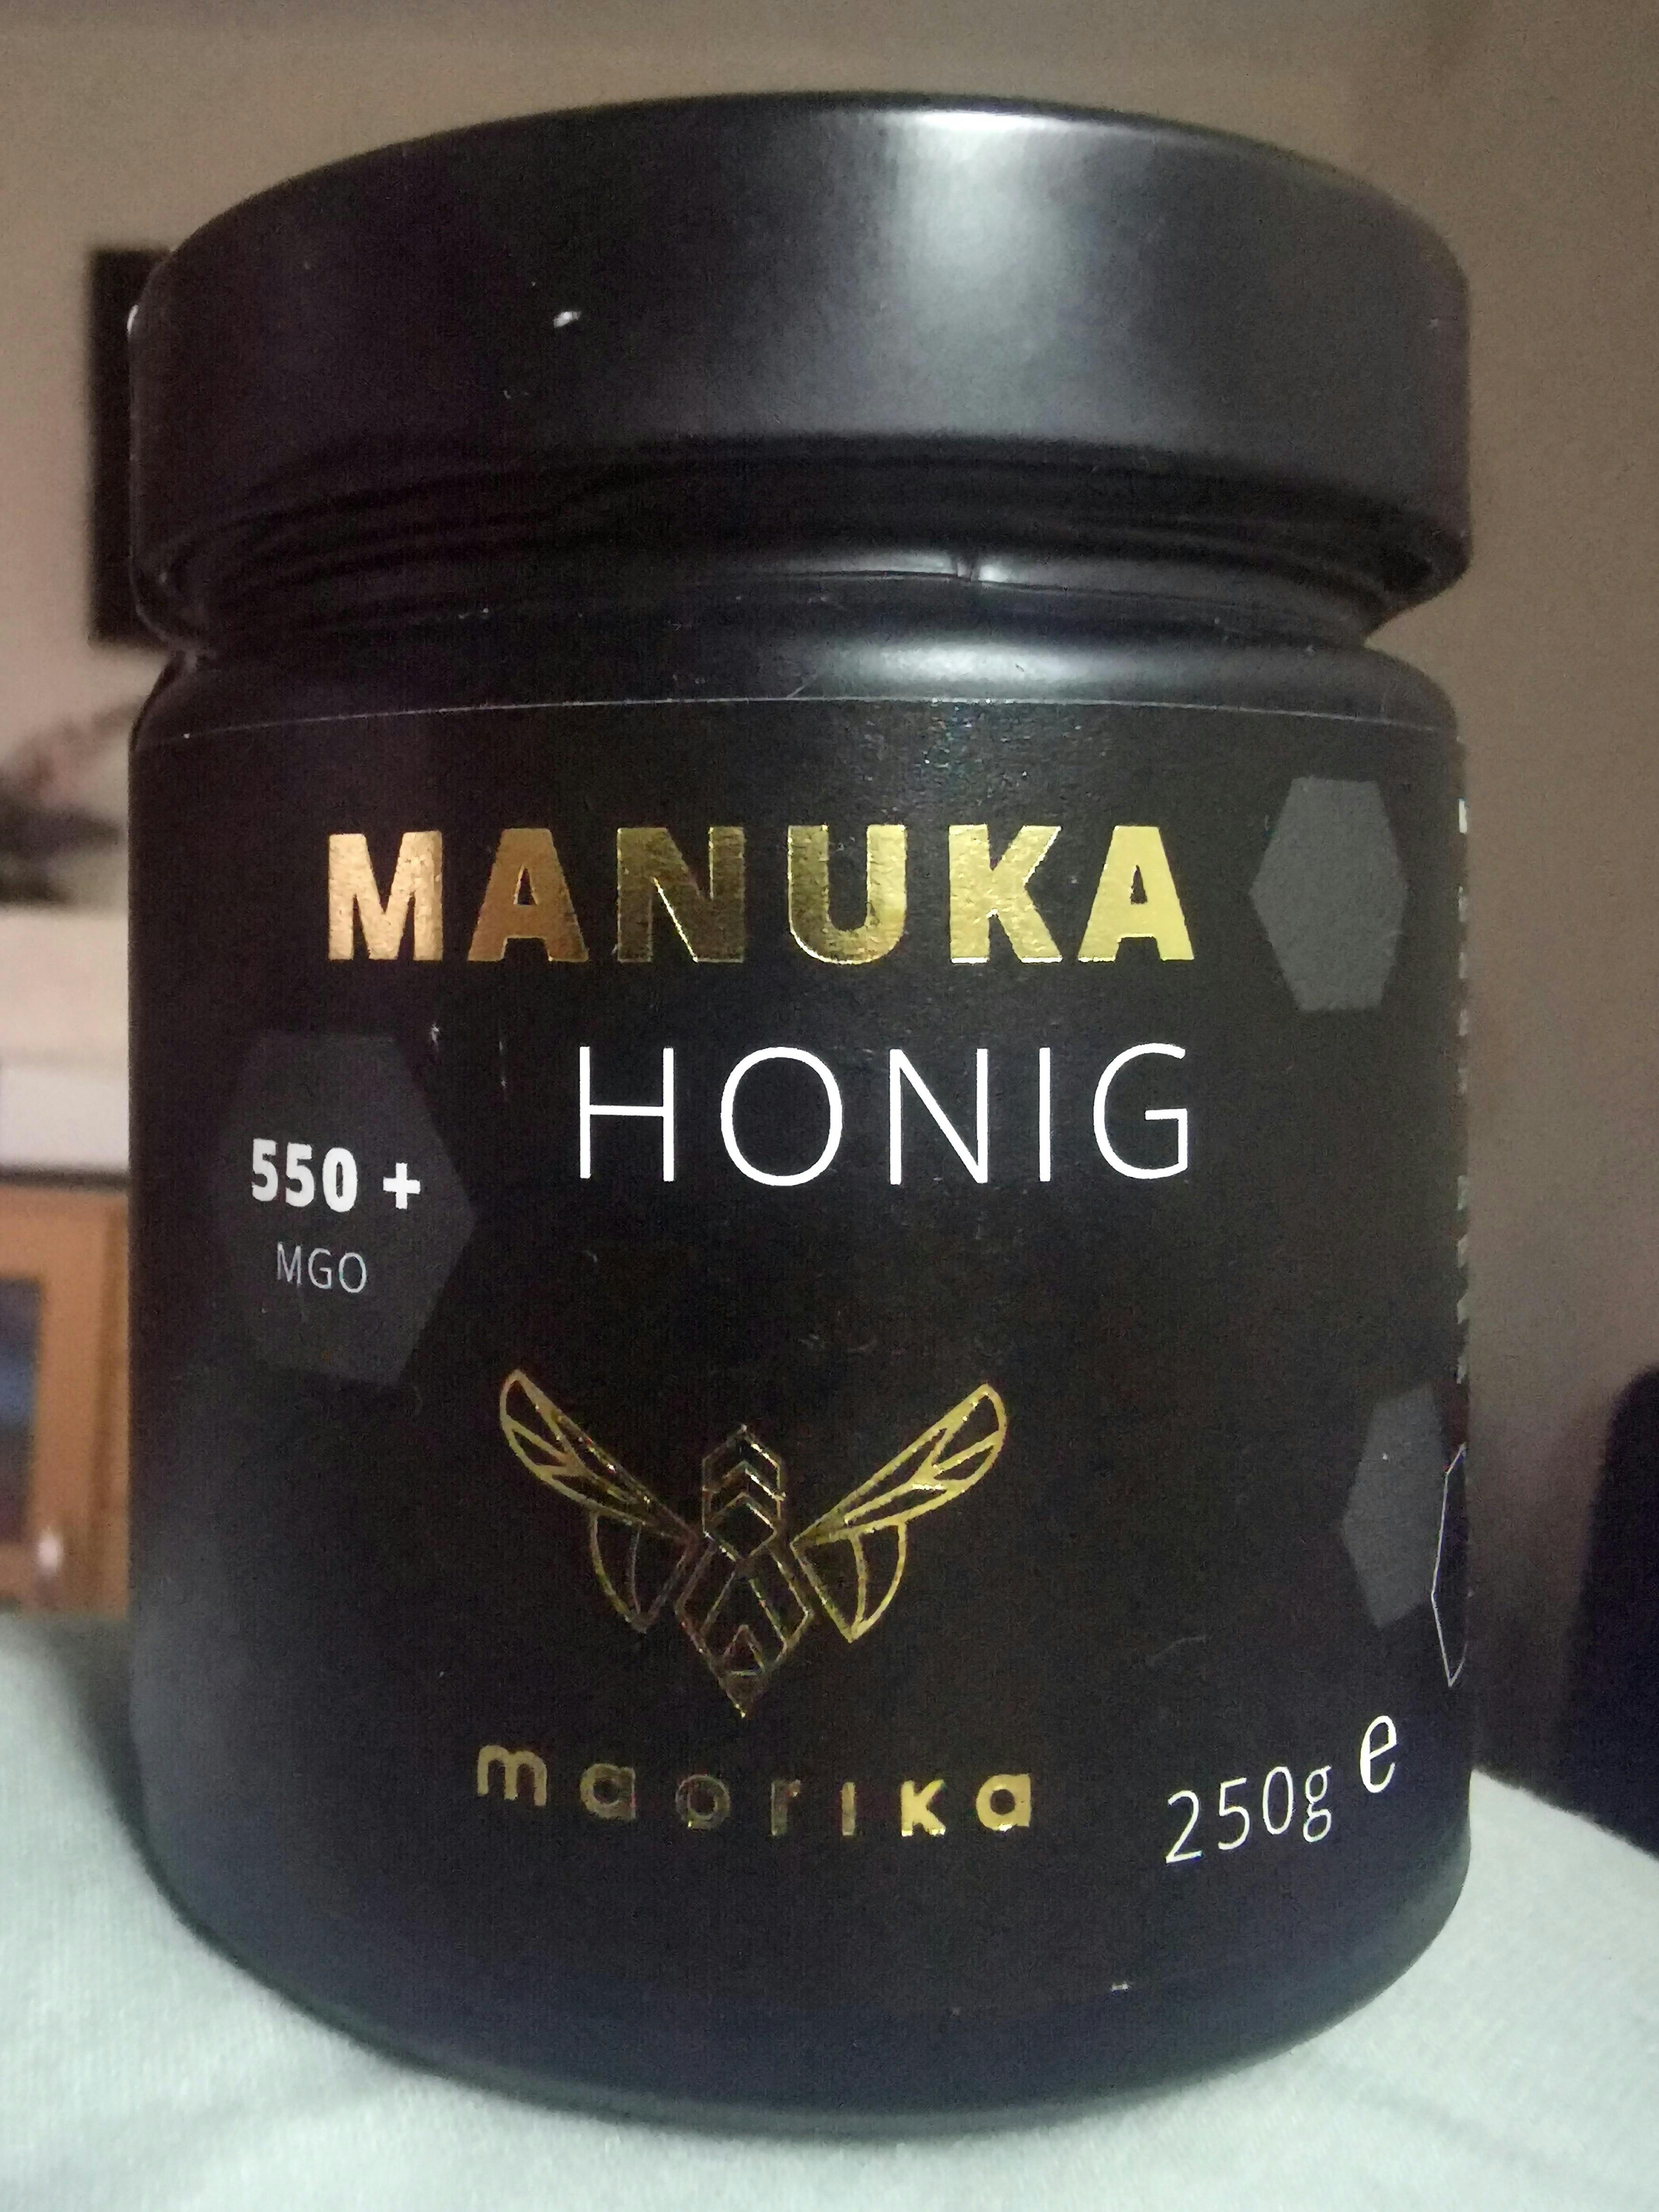 MANUKA
HONIG
550 +
MGO
maorika
250g e